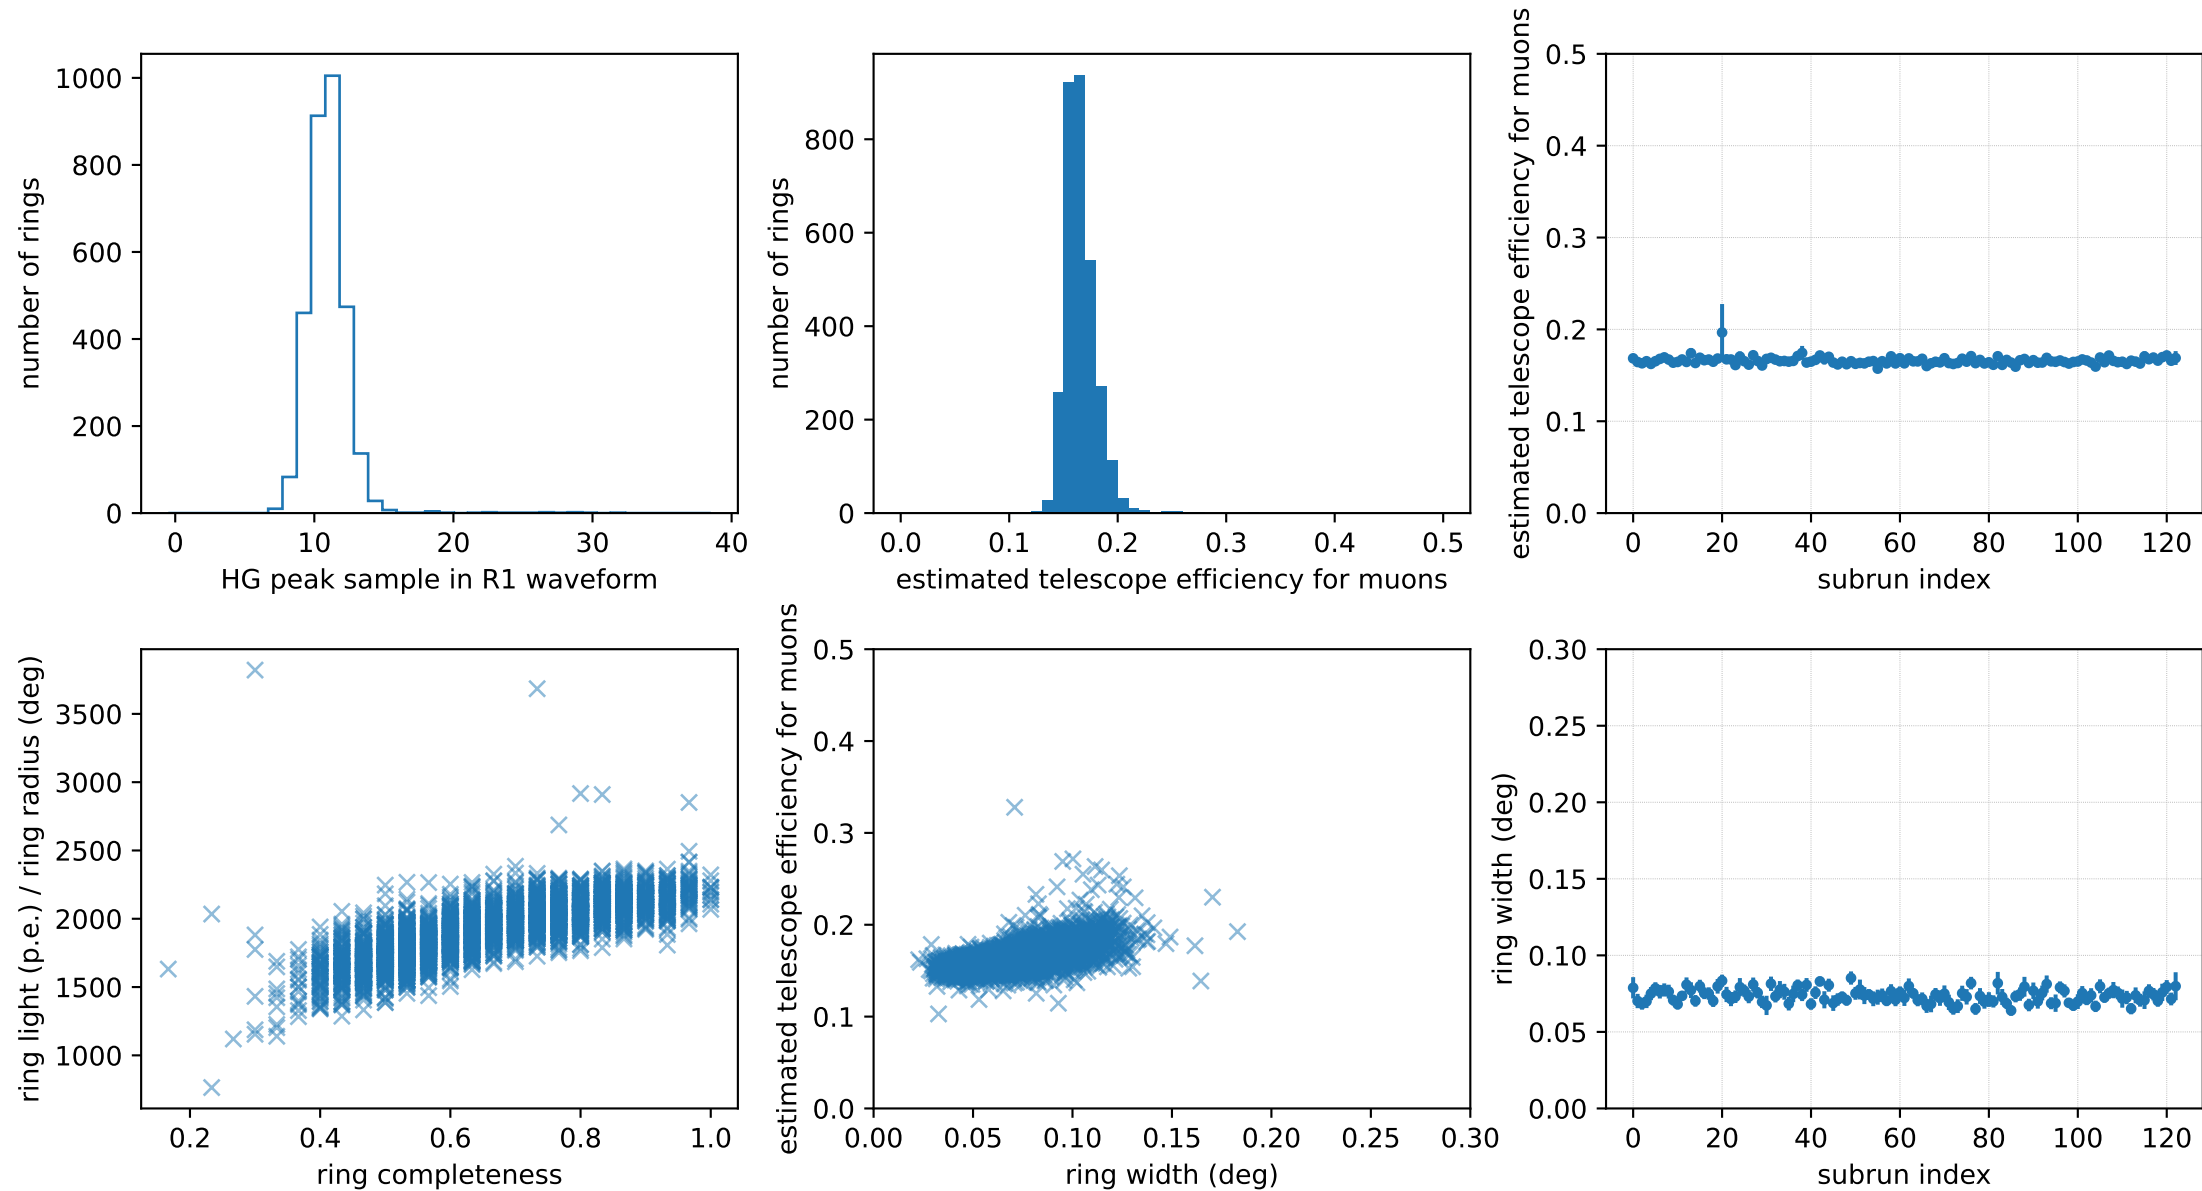 number of rings
1000
800
600
400
200
0
0 10 20 30 40
HG peak sample in R1 waveform
number of rings
800
600
400
200
0
0.0 0.1 0.2 0.3 0.4 0.5
estimated telescope efficiency for muons
estimated telescope efficiency for muons
0.5
0.4
0.3
0.2
0.1
0.0
0 20 40 60 80 100 120
subrun index
ring light (p.e.) / ring radius (deg)
3500
3000
2500
2000
1500
1000
0.2 0.4 0.6 0.8 1.0
ring completeness
estimated telescope efficiency for muons
0.5
0.4
0.3
0.2
0.1
0.0
0.00 0.05 0.10 0.15 0.20 0.25 0.30
ring width (deg)
ring width (deg)
0.30
0.25
0.20
0.15
0.10
0.05
0.00
0 20 40 60 80 100 120
subrun index